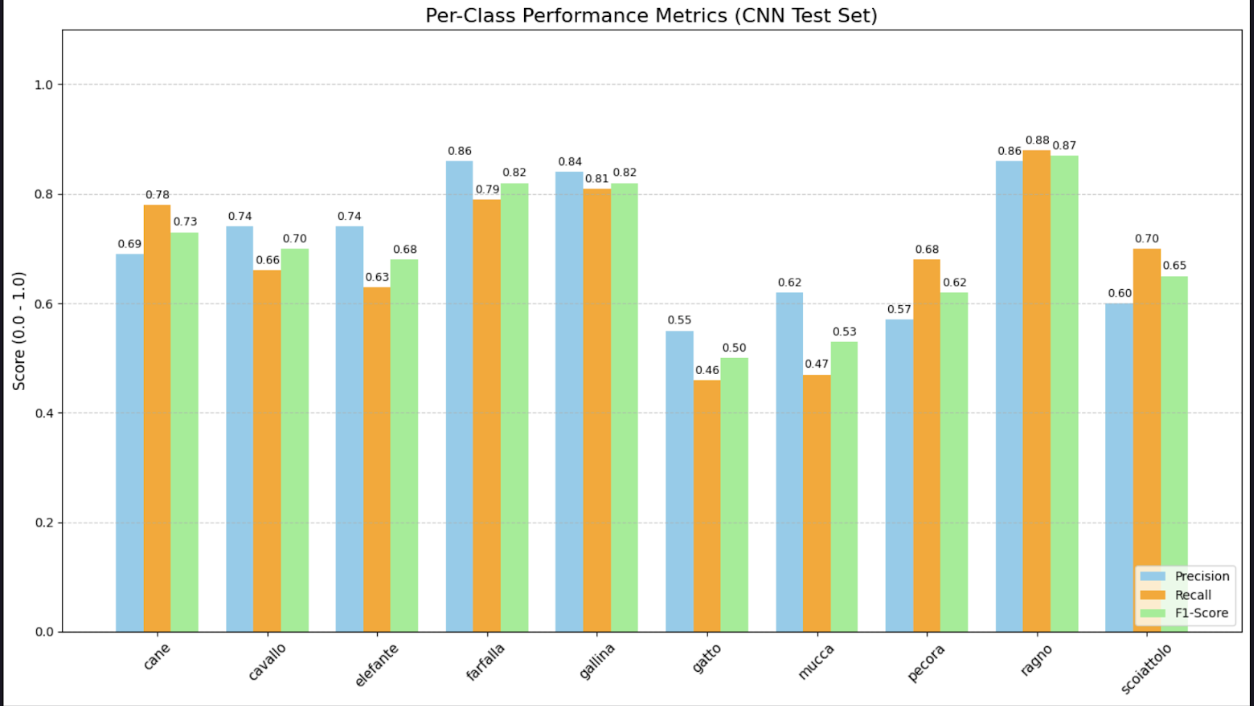 Per-Class Performance Metrics (CNN Test Set)
Score (0.0 - 1.0)
1.0
0.8
0.6
0.4
0.2
0.0
0.69 0.78 0.73
0.74 0.66 0.70
0.74 0.63 0.68
0.86 0.79 0.82
0.84 0.81 0.82
0.55 0.46 0.50
0.62 0.47 0.53
0.57 0.68 0.62
0.86 0.88 0.87
0.60 0.70 0.65
Precision
Recall
F1-Score
cane
cavallo
elefante
farfalla
gallina
gatto
mucca
pecora
ragno
scoiattolo